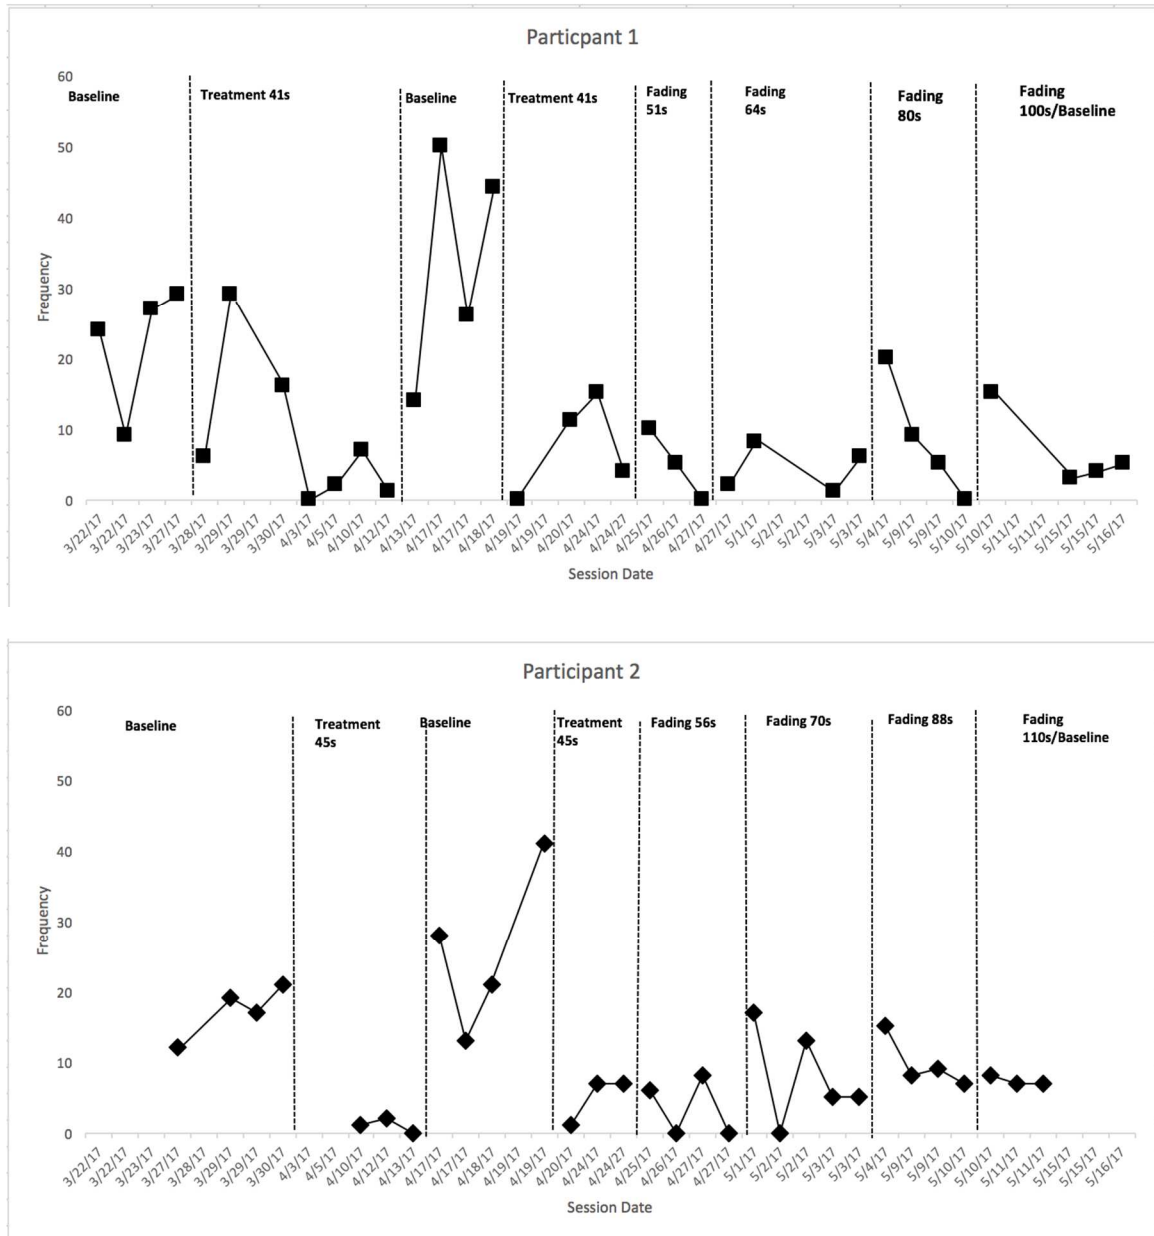 Particpant 1
60
Baseline
Treatment 41s
Baseline
Treatment 41s
Fading
51s
Fading
64s
Fading
80s
Fading
100s/Baseline
50
40
30
20
10
0
Frequency
3/22/17 3/22/17 3/23/17 3/27/17 3/28/17 3/29/17 3/29/17 3/30/17 4/3/17 4/5/17 4/10/17 4/12/17 4/13/17 4/17/17 4/17/17 4/18/17 4/19/17 4/19/17 4/20/17 4/24/17 4/24/27 4/25/17 4/26/17 4/27/17 4/27/17 5/1/17 5/2/17 5/2/17 5/3/17 5/3/17 5/4/17 5/9/17 5/9/17 5/10/17 5/10/17 5/11/17 5/11/17 5/15/17 5/15/17 5/16/17
Session Date
Participant 2
60
Baseline
Treatment
45s
Baseline
Treatment
45s
Fading 56s
Fading 70s
Fading 88s
Fading
110s/Baseline
50
40
30
20
10
0
Frequency
3/22/17 3/22/17 3/23/17 3/27/17 3/28/17 3/29/17 3/29/17 3/30/17 4/3/17 4/5/17 4/10/17 4/12/17 4/13/17 4/17/17 4/17/17 4/18/17 4/19/17 4/19/17 4/20/17 4/24/17 4/24/27 4/25/17 4/26/17 4/27/17 4/27/17 5/1/17 5/2/17 5/2/17 5/3/17 5/3/17 5/4/17 5/9/17 5/9/17 5/10/17 5/10/17 5/11/17 5/11/17 5/15/17 5/15/17 5/16/17
Session Date